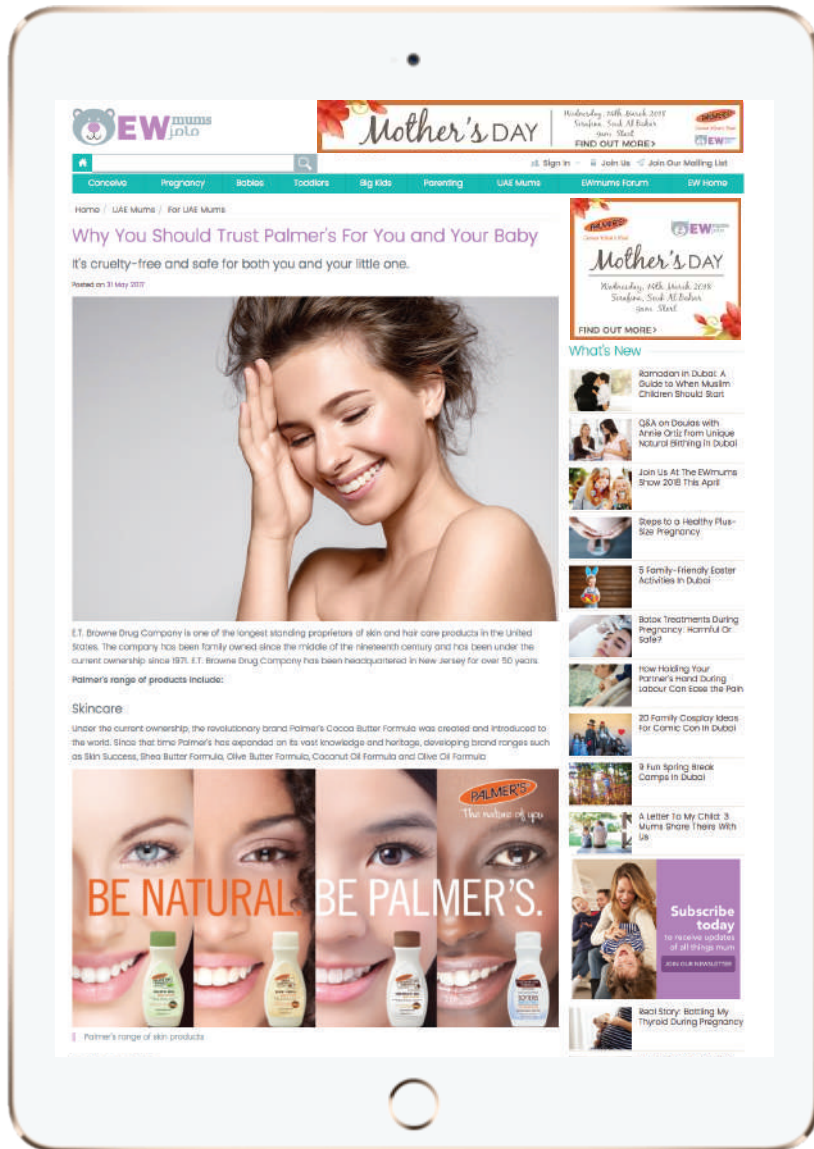 EW mums
مامز
Mother's DAY
Wednesday, 14th March 2018
Serafina, Souk Al Bahar
9am Start
FIND OUT MORE>
PALMER'S
EW
Sign In
Join Us
Join Our Mailing List
Conceive
Pregnancy
Babies
Toddlers
Big Kids
Parenting
UAE Mums
EWmums Forum
EW Home
Home / UAE Mums / For UAE Mums
Why You Should Trust Palmer's For You and Your Baby
It's cruelty-free and safe for both you and your little one.
Posted on 31 May 2017
E.T. Browne Drug Company is one of the longest standing proprietors of skin and hair care products in the United
States. The company has been family owned since the middle of the nineteenth century and has been under the
current ownership since 1971. E.T. Browne Drug Company has been headquartered in New Jersey for over 50 years.
Palmer's range of products include:
Skincare
Under the current ownership, the revolutionary brand Palmer's Cocoa Butter Formula was created and introduced to
the world. Since that time Palmer's has expanded on its vast knowledge and heritage, developing brand ranges such
as Skin Success, Shea Butter Formula, Olive Butter Formula, Coconut Oil Formula and Olive Oil Formula
PALMER'S
The nature of you
BE NATURAL. BE PALMER'S.
Palmer's range of skin products
PALMER'S
EW mums
مامز
Mother's DAY
Wednesday, 14th March 2018
Serafina, Souk Al Bahar
9am Start
FIND OUT MORE>
What's New
Ramadan in Dubai: A
Guide to When Muslim
Children Should Start
Q&A on Doulas with
Annie Ortiz from Unique
Natural Birthing in Dubai
Join Us At The EWmums
Show 2018 This April
Steps to a Healthy Plus-
Size Pregnancy
5 Family-Friendly Easter
Activities In Dubai
Botox Treatments During
Pregnancy: Harmful Or
Safe?
How Holding Your
Partner's Hand During
Labour Can Ease the Pain
20 Family Cosplay Ideas
For Comic Con In Dubai
9 Fun Spring Break
Camps In Dubai
A Letter To My Child: 3
Mums Share Theirs With
Us
Subscribe
today
to receive updates
of all things mum
JOIN OUR NEWSLETTER
Real Story: Battling My
Thyroid During Pregnancy